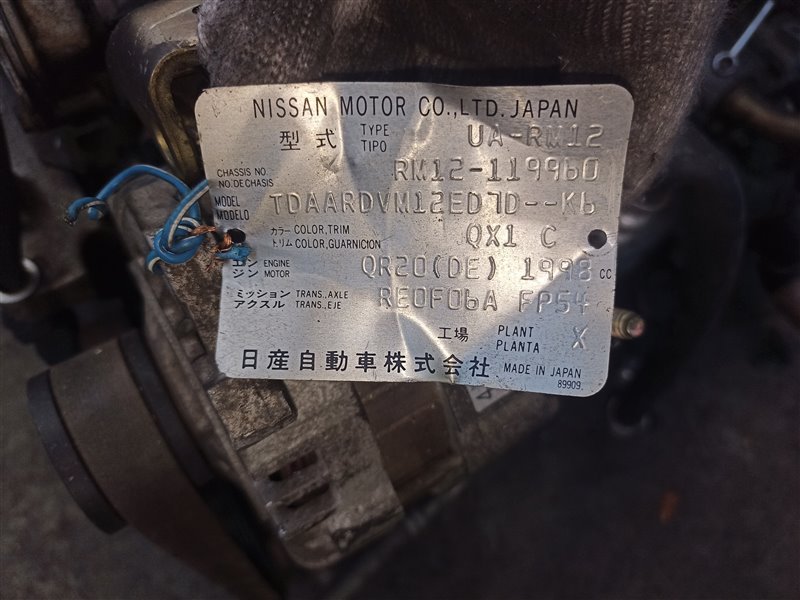 NISSAN MOTOR CO.,LTD. JAPAN
型式 TYPE TIPO UA-RM12
CHASSIS NO. NO. DE CHASIS RM12-119960
MODEL MODELO TDAARDVM12ED7D--K6
カラー COLOR, TRIM QX1 C
トリム COLOR, GUARNICION
エン ENGINE QR20(DE) 1998 CC
ジン MOTOR
ミッション TRANS., AXLE RE0F06A FP54
アクスル TRANS., EJE
工場 PLANT PLANTA X
日産自動車株式会社 MADE IN JAPAN
89909.